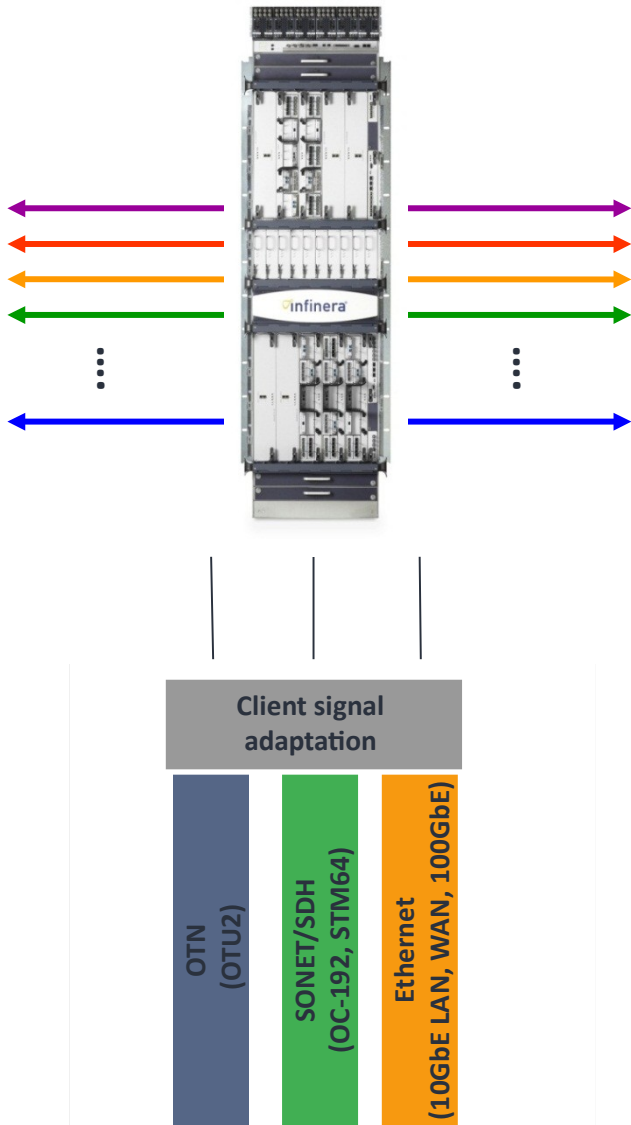 infinera
Client signal
adaptation
OTN
(OTU2)
SONET/SDH
(OC-192, STM64)
Ethernet
(10GbE LAN, WAN, 100GbE)